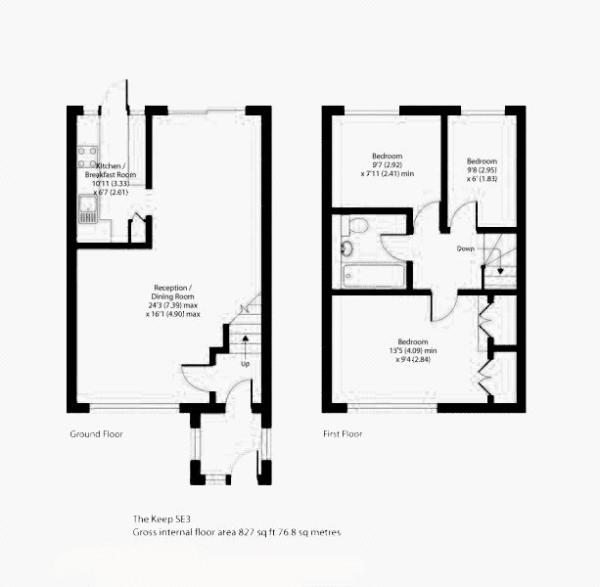 Kitchen /
Breakfast Room
10'11 (3.33)
x 6'7 (2.01)
Reception /
Dining Room
24'3 (7.39) max
x 16'1 (4.90) max
Up
Ground Floor
Bedroom
9'7 (2.92)
x 7'11 (2.41) min
Bedroom
9'8 (2.95)
x 6' (1.83)
Down
Bedroom
13'5 (4.09) min
x 9'4 (2.84)
First Floor
The Keep SE3
Gross internal floor area 827 sq ft 76.8 sq metres